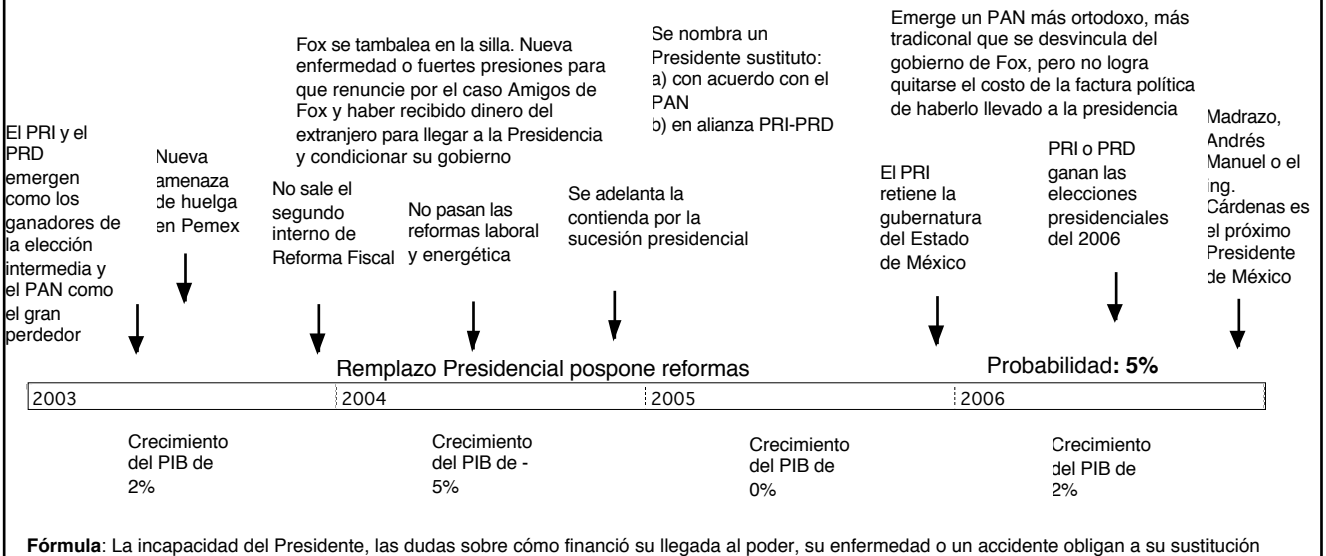 El PRI y el
PRD
emergen
como los
ganadores de
la elección
intermedia y
el PAN como
el gran
perdedor
Nueva
amenaza
de huelga
en Pemex
Fox se tambalea en la silla. Nueva
enfermedad o fuertes presiones para
que renuncie por el caso Amigos de
Fox y haber recibido dinero del
extranjero para llegar a la Presidencia
y condicionar su gobierno
No sale el
segundo
interno de
Reforma Fiscal
No pasan las
reformas laboral
y energética
Se adelanta la
contienda por la
sucesión presidencial
Se nombra un
Presidente sustituto:
a) con acuerdo con el
PAN
b) en alianza PRI-PRD
Emerge un PAN más ortodoxo, más
tradiconal que se desvincula del
gobierno de Fox, pero no logra
quitarse el costo de la factura política
de haberlo llevado a la presidencia
El PRI
retiene la
gubernatura
del Estado
de México
PRI o PRD
ganan las
elecciones
presidenciales
del 2006
Madrazo,
Andrés
Manuel o el
ing.
Cárdenas es
el próximo
Presidente
de México
Remplazo Presidencial pospone reformas
Probabilidad: 5%
2003 2004 2005 2006
Crecimiento
del PIB de
2%
Crecimiento
del PIB de -
5%
Crecimiento
del PIB de
0%
Crecimiento
del PIB de
2%
Fórmula: La incapacidad del Presidente, las dudas sobre cómo financió su llegada al poder, su enfermedad o un accidente obligan a su sustitución